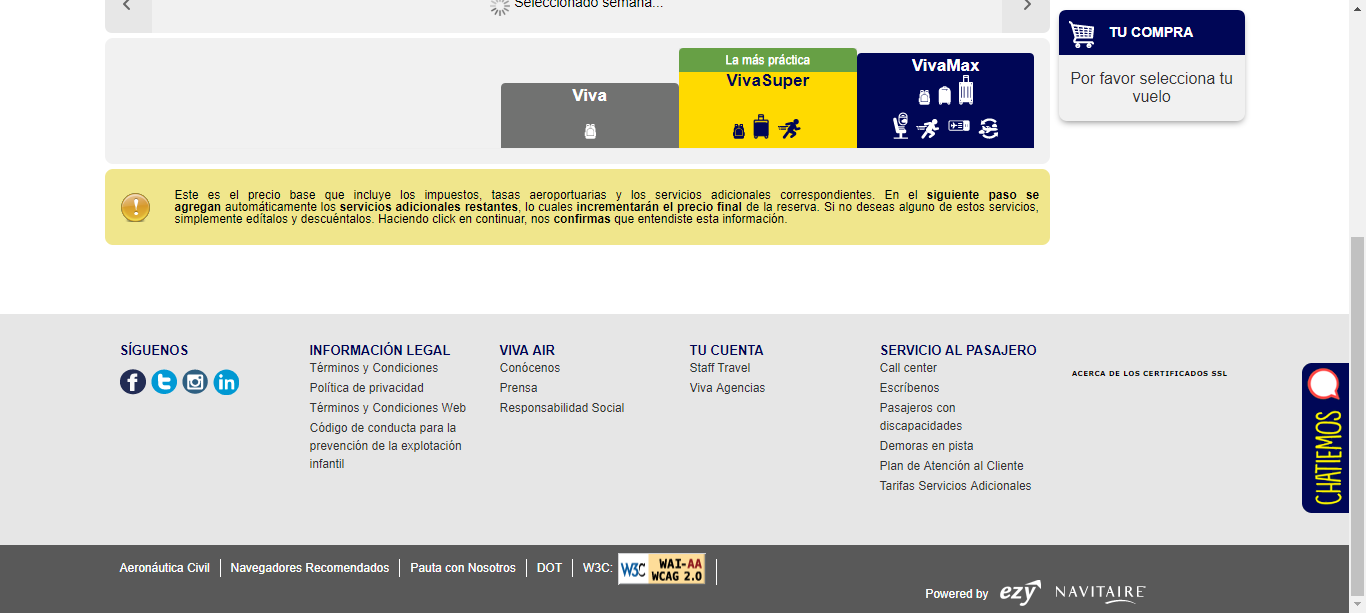 Seleccionado semana...
TU COMPRA
Por favor selecciona tu
vuelo
La más práctica
Viva
VivaSuper
VivaMax
Este es el precio base que incluye los impuestos, tasas aeroportuarias y los servicios adicionales correspondientes. En el siguiente paso se
agregan automáticamente los servicios adicionales restantes, lo cuales incrementarán el precio final de la reserva. Si no deseas alguno de estos servicios,
simplemente edítalos y descuéntalos. Haciendo click en continuar, nos confirmas que entendiste esta información.
SÍGUENOS
INFORMACIÓN LEGAL
Términos y Condiciones
Política de privacidad
Términos y Condiciones Web
Código de conducta para la
prevención de la explotación
infantil
VIVA AIR
Conócenos
Prensa
Responsabilidad Social
TU CUENTA
Staff Travel
Viva Agencias
SERVICIO AL PASAJERO
Call center
Escríbenos
Pasajeros con
discapacidades
Demoras en pista
Plan de Atención al Cliente
Tarifas Servicios Adicionales
ACERCA DE LOS CERTIFICADOS SSL
CHATIEMOS
Aeronáutica Civil
Navegadores Recomendados
Pauta con Nosotros
DOT
W3C:
W3C WAI-AA
WCAG 2.0
Powered by ezy NAVITAIRE